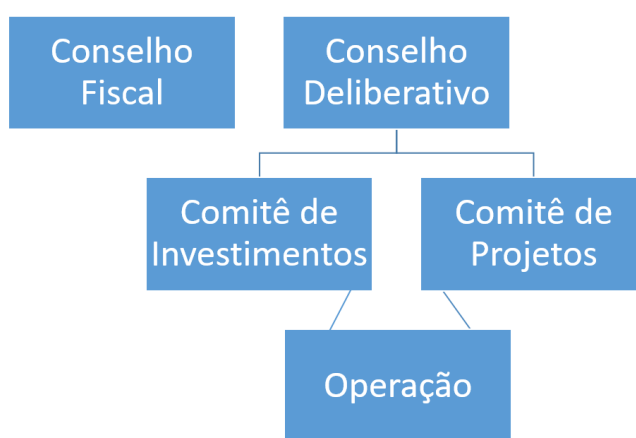 Conselho
Fiscal
Conselho
Deliberativo
Comitê de
Investimentos
Comitê de
Projetos
Operação